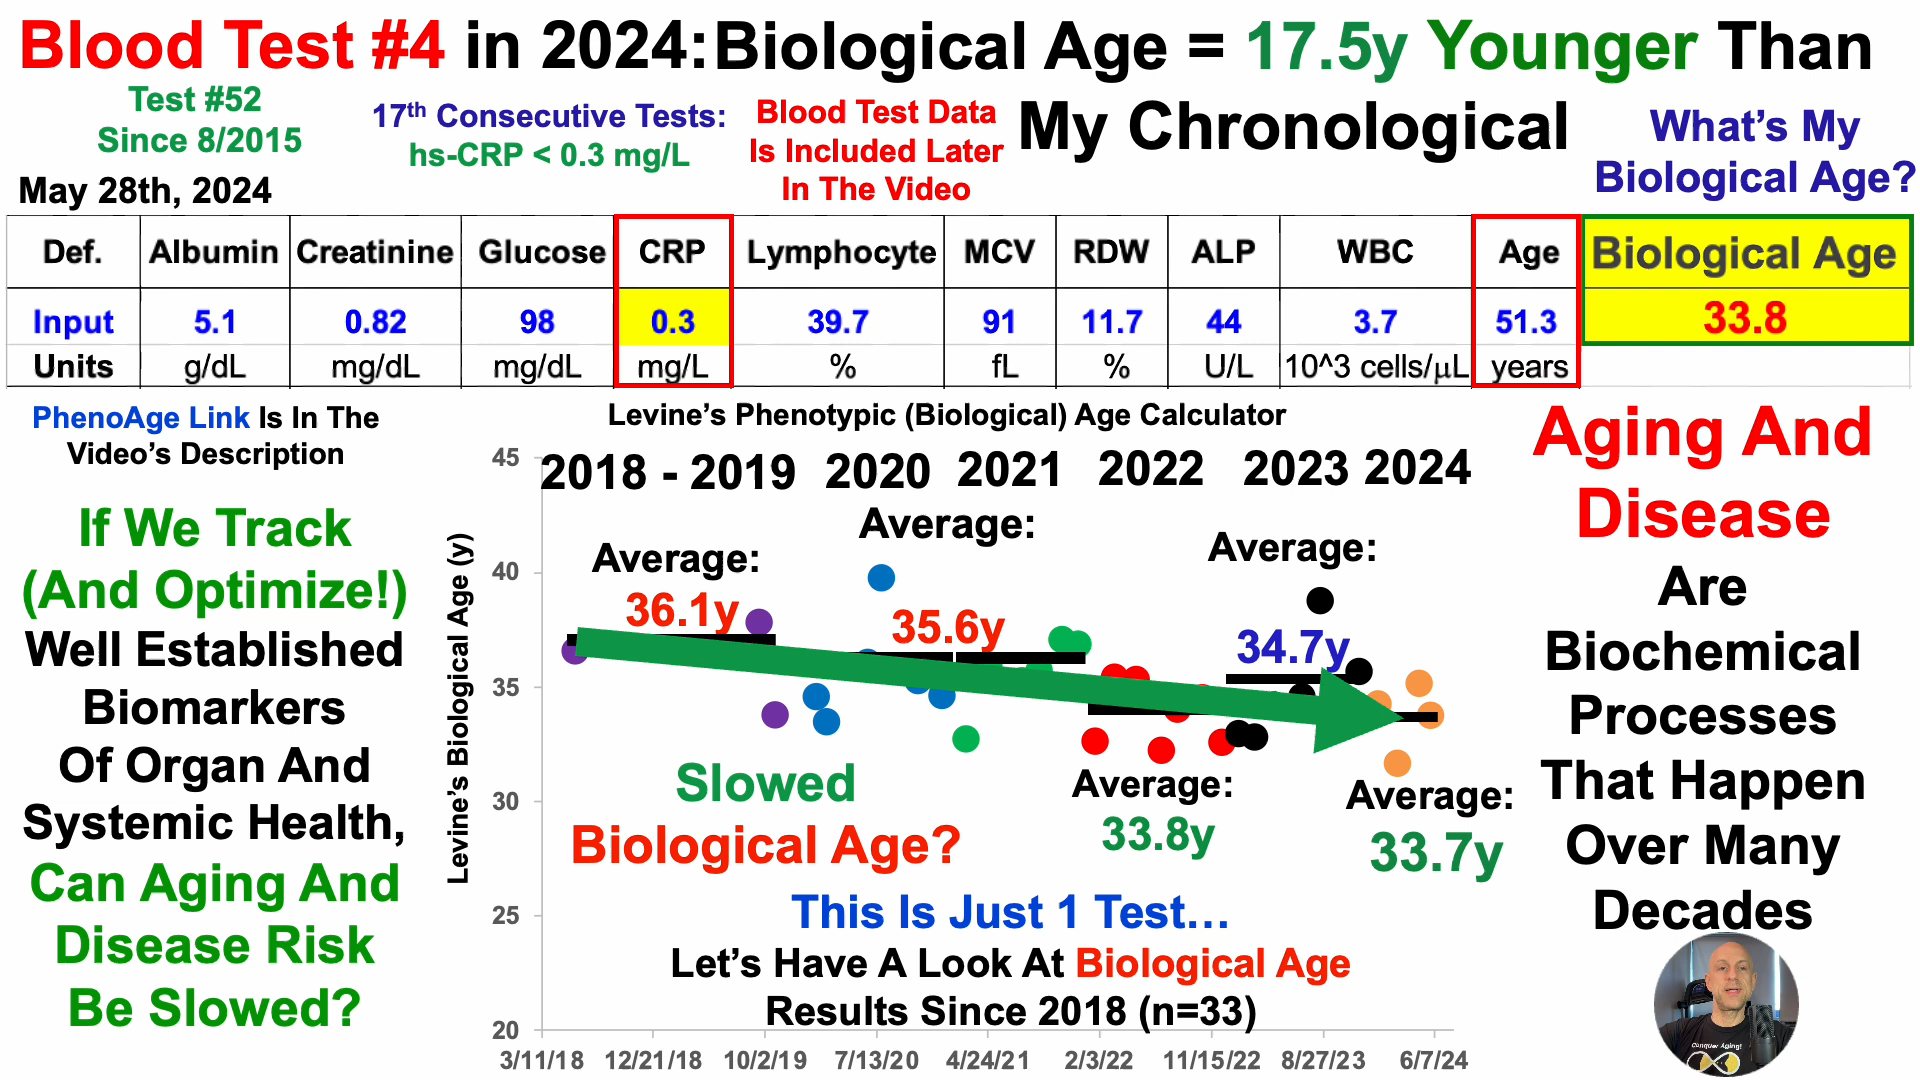 Blood Test #4 in 2024: Biological Age = 17.5y Younger Than
My Chronological
Test #52
Since 8/2015
May 28th, 2024
17th Consecutive Tests:
hs-CRP < 0.3 mg/L
Blood Test Data
Is Included Later
In The Video
What's My
Biological Age?
Def. Albumin Creatinine Glucose CRP Lymphocyte MCV RDW ALP WBC Age Biological Age
Input 5.1 0.82 98 0.3 39.7 91 11.7 44 3.7 51.3 33.8
Units g/dL mg/dL mg/dL mg/L % fL % U/L 10^3 cells/µL years
PhenoAge Link Is In The
Video's Description
If We Track
(And Optimize!)
Well Established
Biomarkers
Of Organ And
Systemic Health,
Can Aging And
Disease Risk
Be Slowed?
Levine's Phenotypic (Biological) Age Calculator
Levine's Biological Age (y)
45
40
35
30
25
20
2018 - 2019 2020 2021 2022 2023 2024
Average:
36.1y
Average:
35.6y
Average:
33.8y
Average:
34.7y
Average:
33.7y
Slowed
Biological Age?
This Is Just 1 Test…
Let's Have A Look At Biological Age
Results Since 2018 (n=33)
3/11/18 12/21/18 10/2/19 7/13/20 4/24/21 2/3/22 11/15/22 8/27/23 6/7/24
Aging And
Disease
Are
Biochemical
Processes
That Happen
Over Many
Decades
Conquer Aging!